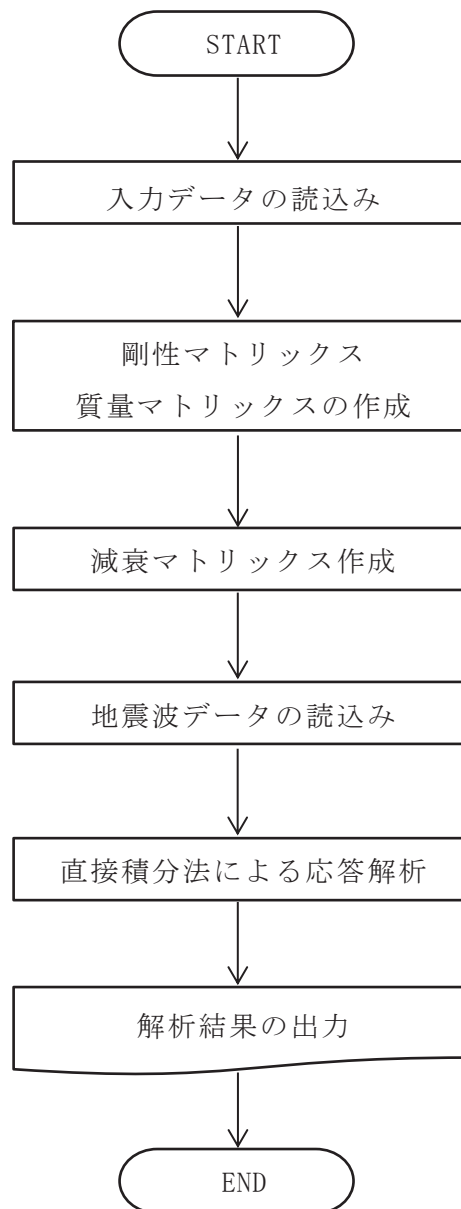 START
入力データの読込み
剛性マトリックス
質量マトリックスの作成
減衰マトリックス作成
地震波データの読込み
直接積分法による応答解析
解析結果の出力
END